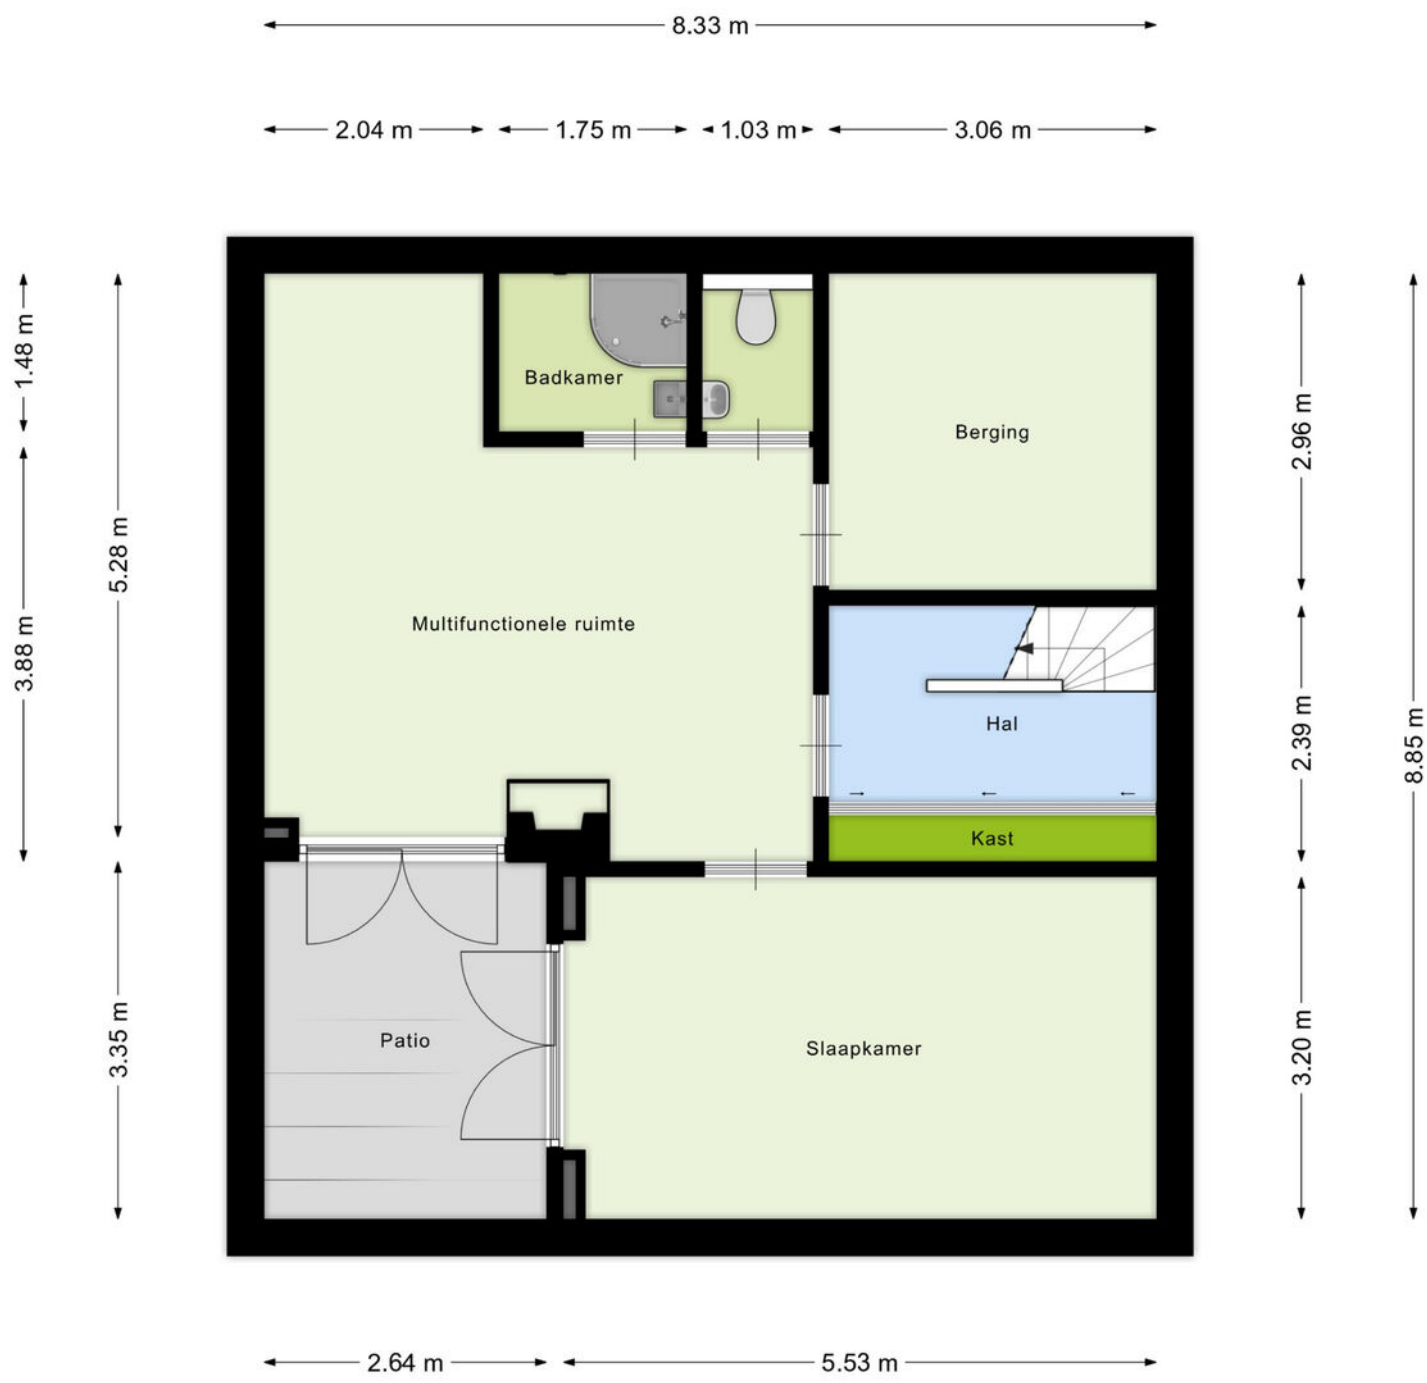 8.33 m
2.04 m
1.75 m
1.03 m
3.06 m
1.48 m
5.28 m
3.88 m
3.35 m
Badkamer
Berging
Multifunctionele ruimte
Hal
Kast
Patio
Slaapkamer
2.96 m
2.39 m
8.85 m
3.20 m
2.64 m
5.53 m